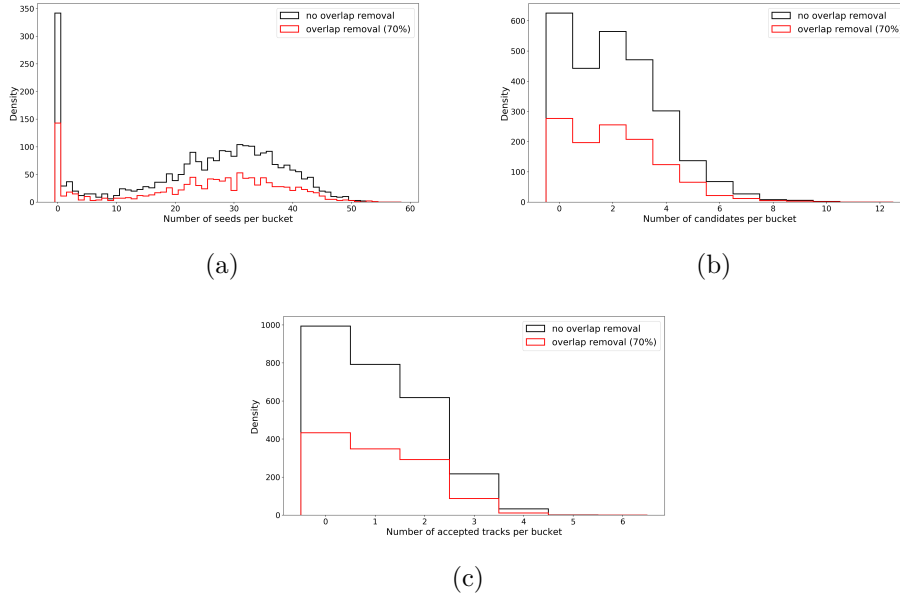 no overlap removal
overlap removal (70%)
350
300
250
200
150
100
50
0
Density
0 10 20 30 40 50 60
Number of seeds per bucket
(a)
no overlap removal
overlap removal (70%)
600
500
400
300
200
100
0
Density
0 2 4 6 8 10 12
Number of candidates per bucket
(b)
no overlap removal
overlap removal (70%)
1000
800
600
400
200
0
Density
0 1 2 3 4 5 6
Number of accepted tracks per bucket
(c)